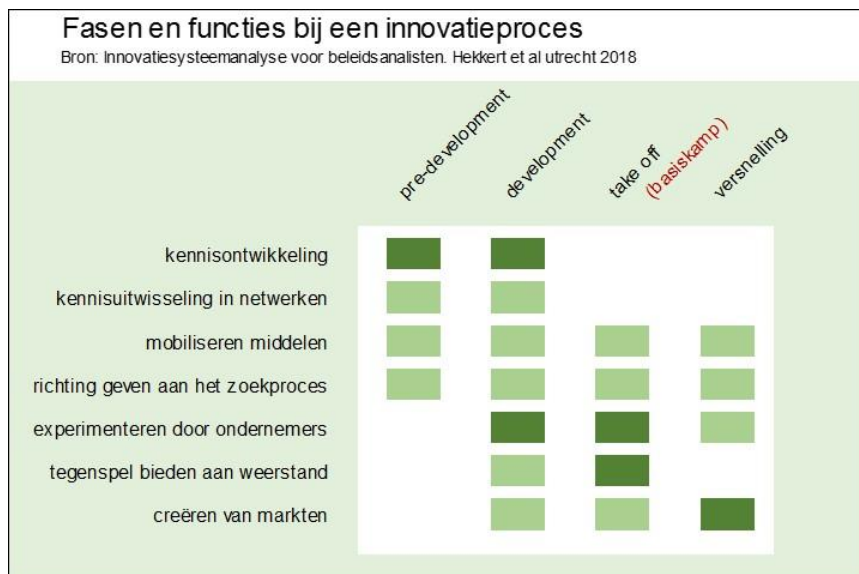 Fasen en functies bij een innovatieproces
Bron: Innovatiesysteemanalyse voor beleidsanalisten. Hekkert et al utrecht 2018
pre-development
development
take off
(basiskamp)
versnelling
kennisontwikkeling
kennisuitwisseling in netwerken
mobiliseren middelen
richting geven aan het zoekproces
experimenteren door ondernemers
tegenspel bieden aan weerstand
creëren van markten